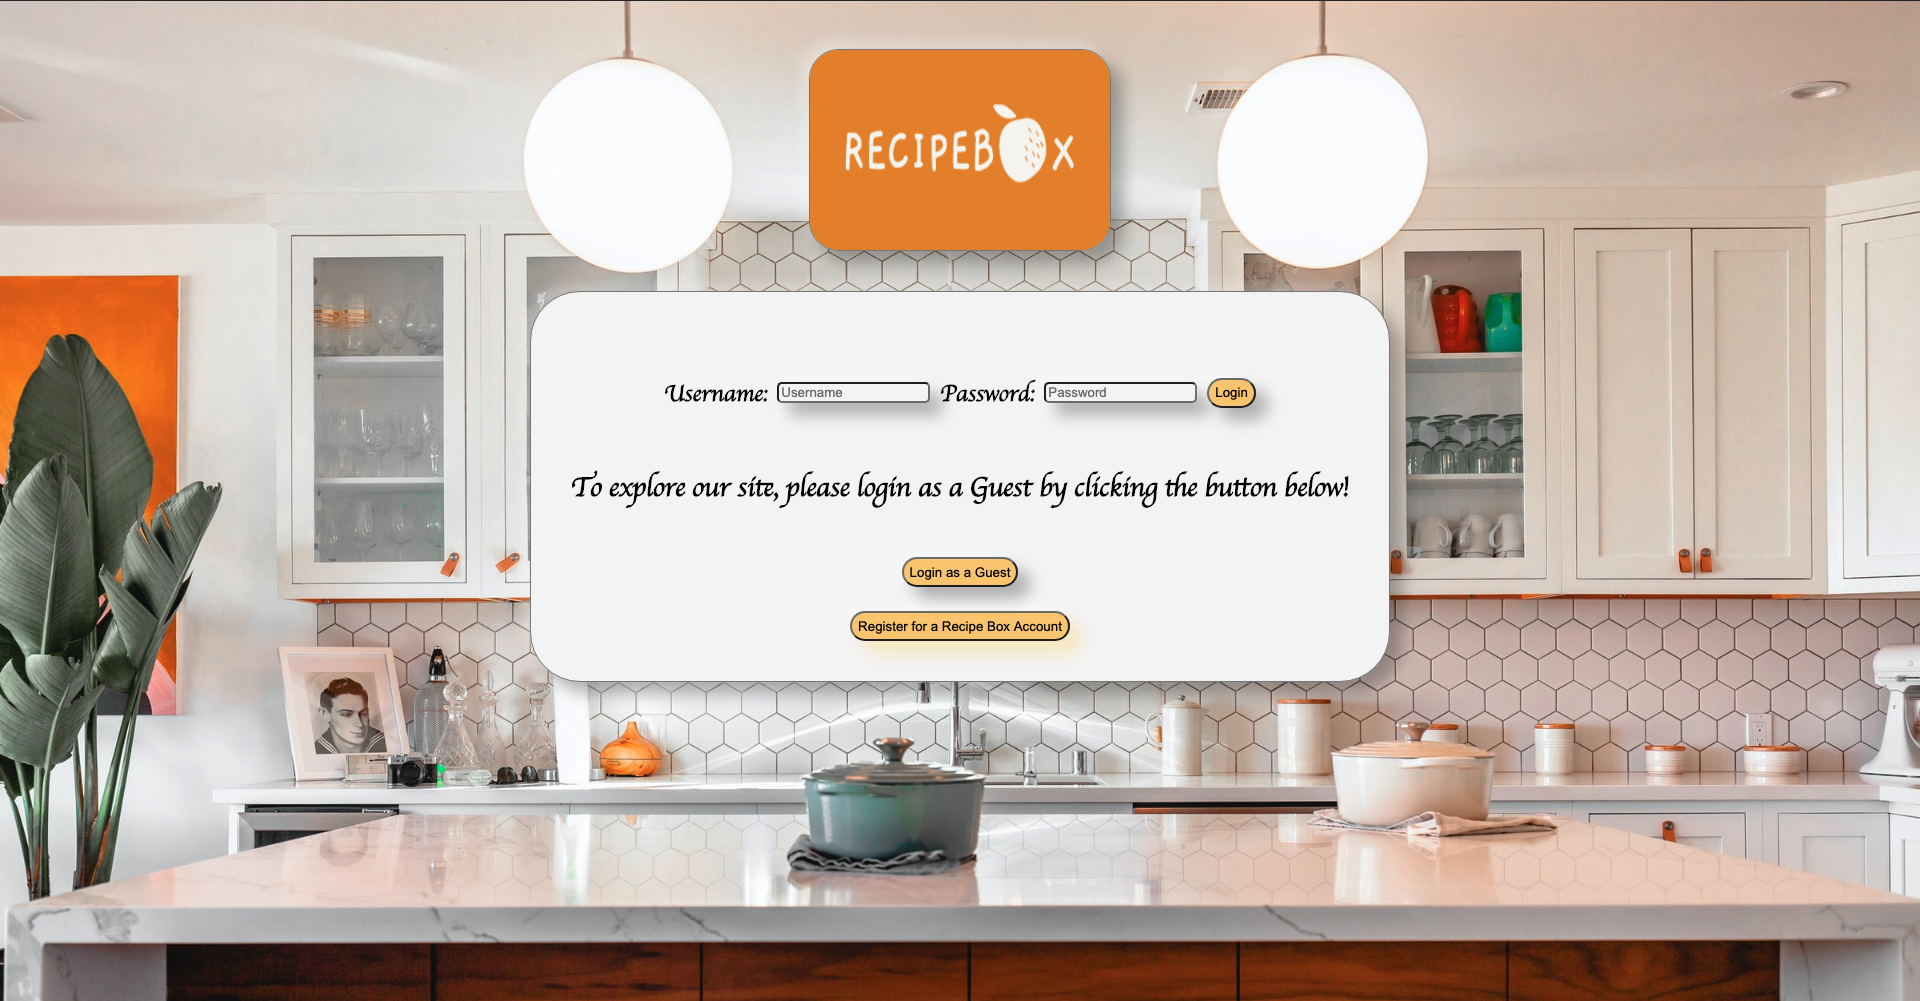 RECIPEBOX
Username: Username Password: Password Login
To explore our site, please login as a Guest by clicking the button below!
Login as a Guest
Register for a Recipe Box Account